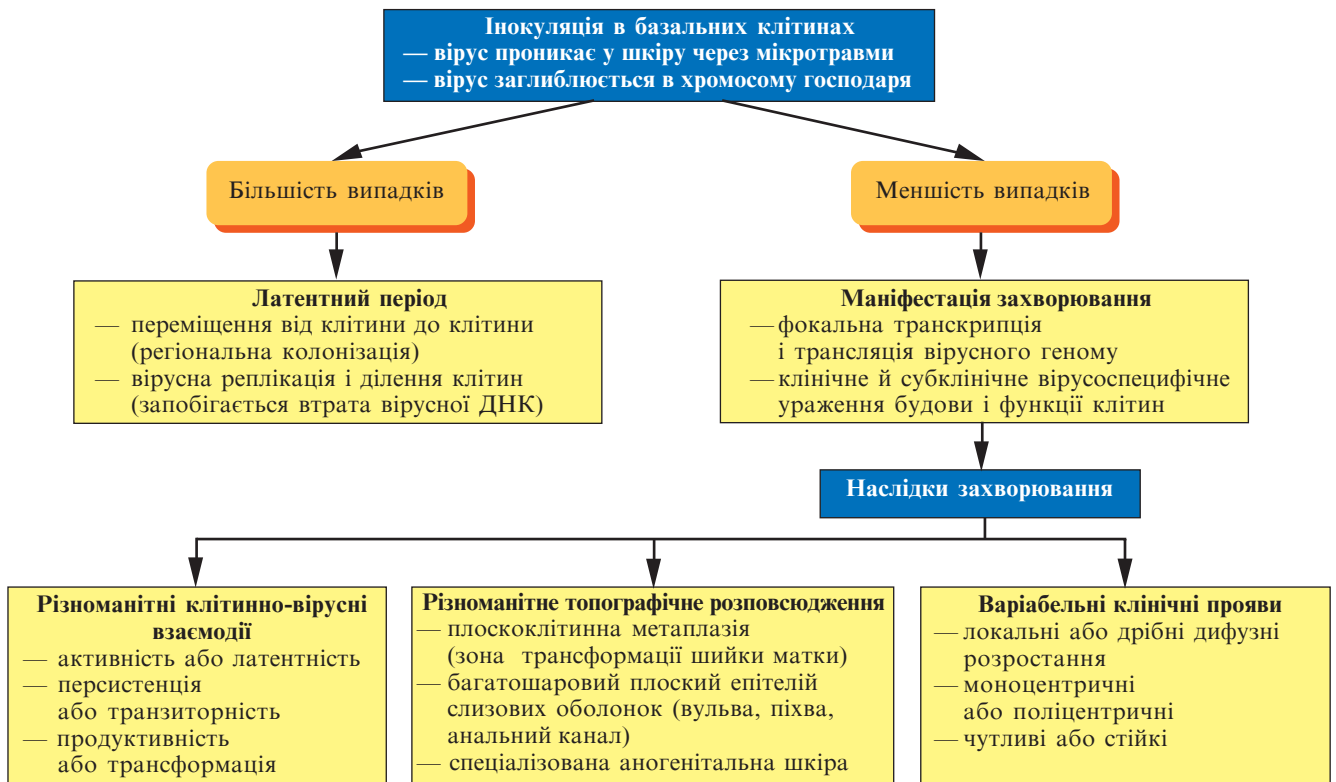 Інокуляція в базальних клітинах
— вірус проникає у шкіру через мікротравми
— вірус заглиблюється в хромосому господаря
Більшість випадків
Меншість випадків
Латентний період
— переміщення від клітини до клітини
(регіональна колонізація)
— вірусна реплікація і ділення клітин
(запобігається втрата вірусної ДНК)
Маніфестація захворювання
— фокальна транскрипція
і трансляція вірусного геному
— клінічне й субклінічне вірусоспецифічне
ураження будови і функції клітин
Наслідки захворювання
Різноманітні клітинно-вірусні
взаємодії
— активність або латентність
— персистенція
або транзиторність
— продуктивність
або трансформація
Різноманітне топографічне розповсюдження
— плоскоклітинна метаплазія
(зона трансформації шийки матки)
— багатошаровий плоский епітелій
слизових оболонок (вульва, піхва,
анальний канал)
— спеціалізована аногенітальна шкіра
Варіабельні клінічні прояви
— локальні або дрібні дифузні
розростання
— моноцентричні
або поліцентричні
— чутливі або стійкі